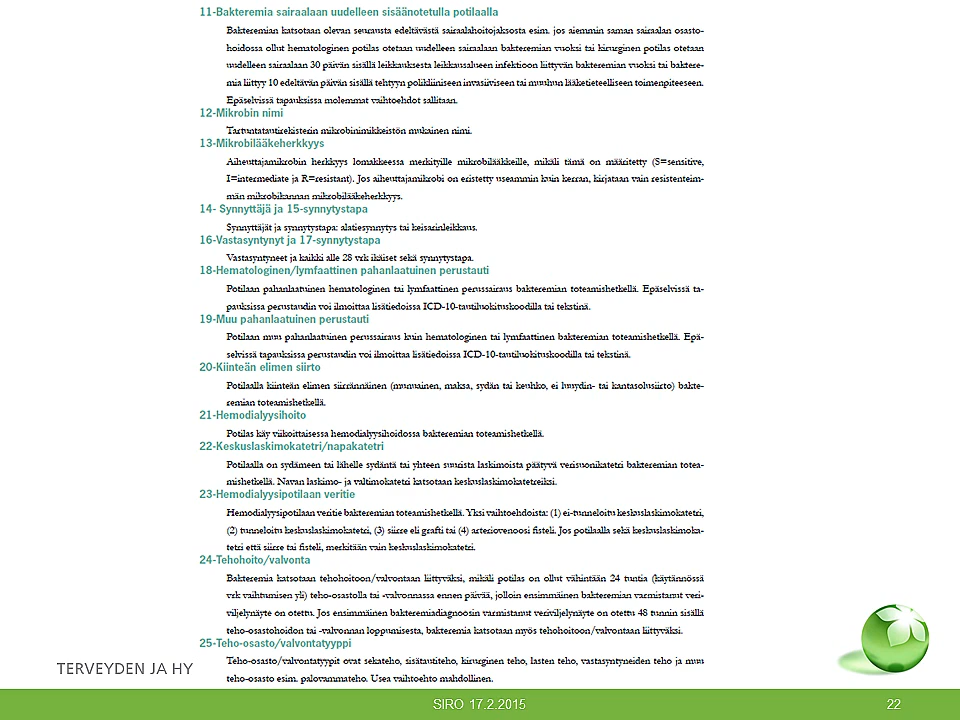 11-Bakteremia sairaalaan uudelleen sisäänotetulla potilaalla
Bakteremian katsotaan olevan seurausta edeltävästä sairaalahoitojaksosta esim. jos aiemmin saman sairaalan osasto-
hoidossa ollut hematologinen potilas otetaan uudelleen sairaalaan bakteremian vuoksi tai kirurginen potilas otetaan
uudelleen sairaalaan 30 päivän sisällä leikkauksesta leikkausalueen infektioon liittyvän bakteremian vuoksi tai baktere-
mia liittyy 10 edeltävän päivän sisällä tehtyyn polikliiniseen invasiiviseen tai muuhun lääketieteelliseen toimenpiteeseen.
Epäselvissä tapauksissa molemmat vaihtoehdot sallitaan.
12-Mikrobin nimi
Tartuntatautirekisterin mikrobinimikkeistön mukainen nimi.
13-Mikrobilääkeherkkyys
Aiheuttajamikrobin herkkyys lomakkeessa merkityille mikrobilääkkeille, mikäli tämä on määritetty (S=sensitive,
I=intermediate ja R=resistant). Jos aiheuttajamikrobi on eristetty useammin kuin kerran, kirjataan vain resistenteim-
män mikrobikannan mikrobilääkeherkkyys.
14- Synnyttäjä ja 15-synnytystapa
Synnyttäjät ja synnytystapa: alatiesynnytys tai keisarinleikkaus.
16-Vastasyntynyt ja 17-synnytystapa
Vastasyntyneet ja kaikki alle 28 vrk ikäiset sekä synnytystapa.
18-Hematologinen/lymfaattinen pahanlaatuinen perustauti
Potilaan pahanlaatuinen hematologinen tai lymfaattinen perussairaus bakteremian toteamishetkellä. Epäselvissä ta-
pauksissa perustaudin voi ilmoittaa lisätiedoissa ICD-10-tautiluokituskoodilla tai tekstinä.
19-Muu pahanlaatuinen perustauti
Potilaan muu pahanlaatuinen perussairaus kuin hematologinen tai lymfaattinen bakteremian toteamishetkellä. Epä-
selvissä tapauksissa perustaudin voi ilmoittaa lisätiedoissa ICD-10-tautiluokituskoodilla tai tekstinä.
20-Kiinteän elimen siirto
Potilaalla kiinteän elimen siirrännäinen (munuainen, maksa, sydän tai keuhko, ei luuydin- tai kantasolusiirto) bakte-
remian toteamishetkellä.
21-Hemodialyysihoito
Potilas käy viikoittaisessa hemodialyysihoidossa bakteremian toteamishetkellä.
22-Keskuslaskimokatetri/napakatetri
Potilaalla on sydämeen tai lähelle sydäntä tai yhteen suurista laskimoista päätyvä verisuonikatetri bakteremian totea-
mishetkellä. Navan laskimo- ja valtimokatetri katsotaan keskuslaskimokatetreiksi.
23-Hemodialyysipotilaan veritie
Hemodialyysipotilaan veritie bakteremian toteamishetkellä. Yksi vaihtoehdoista: (1) ei-tunneloitu keskuslaskimokatetri,
(2) tunneloitu keskuslaskimokatetri, (3) siirre eli grafti tai (4) arteriovenoosi fisteli. Jos potilaalla sekä keskuslaskimoka-
tetri että siirre tai fisteli, merkitään vain keskuslaskimokatetri.
24-Tehohoito/valvonta
Bakteremia katsotaan tehohoitoon/valvontaan liittyväksi, mikäli potilas on ollut vähintään 24 tuntia (käytännössä
vrk vaihtumisen yli) teho-osastolla tai -valvonnassa ennen päivää, jolloin ensimmäinen bakteremian varmistanut veri-
viljelynäyte on otettu. Jos ensimmäinen bakteremiadiagnoosin varmistanut veriviljelynäyte on otettu 48 tunnin sisällä
teho-osastohoidon tai -valvonnan loppumisesta, bakteremia katsotaan myös tehohoitoon/valvontaan liittyväksi.
25-Teho-osasto/valvontatyyppi
Teho-osasto/valvontatyypit ovat sekateho, sisätautiteho, kirurginen teho, lasten teho, vastasyntyneiden teho ja muu
teho-osasto esim. palovammateho. Usea vaihtoehto mahdollinen.
TERVEYDEN JA HY
SIRO 17.2.2015
22